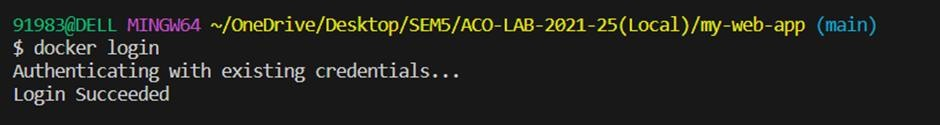 91983@DELL MINGW64 ~/OneDrive/Desktop/SEM5/ACO-LAB-2021-25(Local)/my-web-app (main)
$ docker login
Authenticating with existing credentials...
Login Succeeded